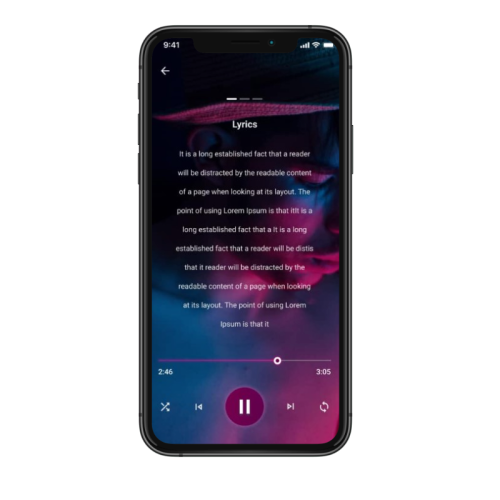 9:41
Lyrics
It is a long established fact that a reader
will be distracted by the readable content
of a page when looking at its layout. The
point of using Lorem Ipsum is that itIt is a
long established fact that a It is a long
established fact that a reader will be distis
that it reader will be distracted by the
readable content of a page when looking
at its layout. The point of using Lorem
Ipsum is that it
2:46 3:05